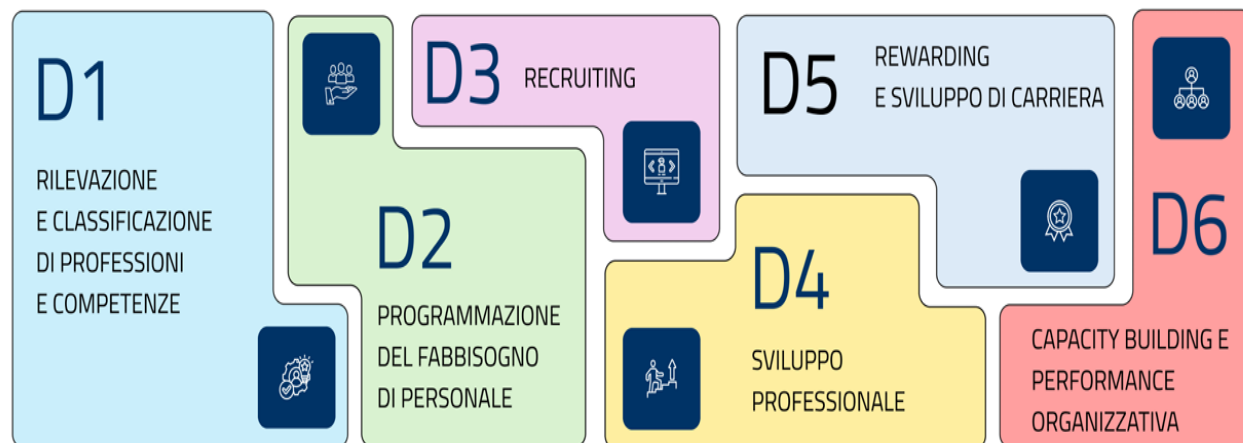 D1
RILEVAZIONE
E CLASSIFICAZIONE
DI PROFESSIONI
E COMPETENZE
D2
PROGRAMMAZIONE
DEL FABBISOGNO
DI PERSONALE
D3 RECRUITING
D4
SVILUPPO
PROFESSIONALE
D5
REWARDING
E SVILUPPO DI CARRIERA
D6
CAPACITY BUILDING E
PERFORMANCE
ORGANIZZATIVA